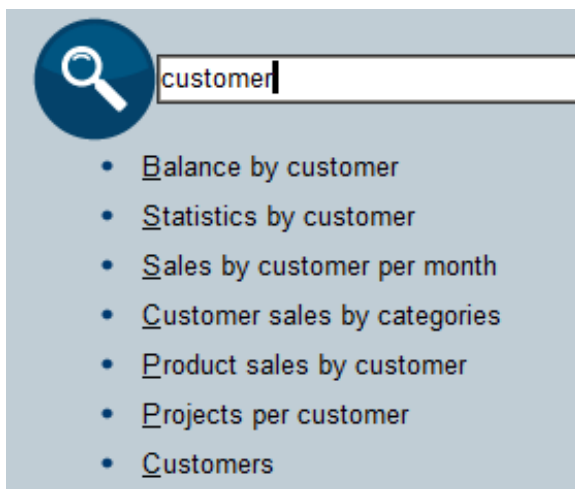 customer
Balance by customer
Statistics by customer
Sales by customer per month
Customer sales by categories
Product sales by customer
Projects per customer
Customers